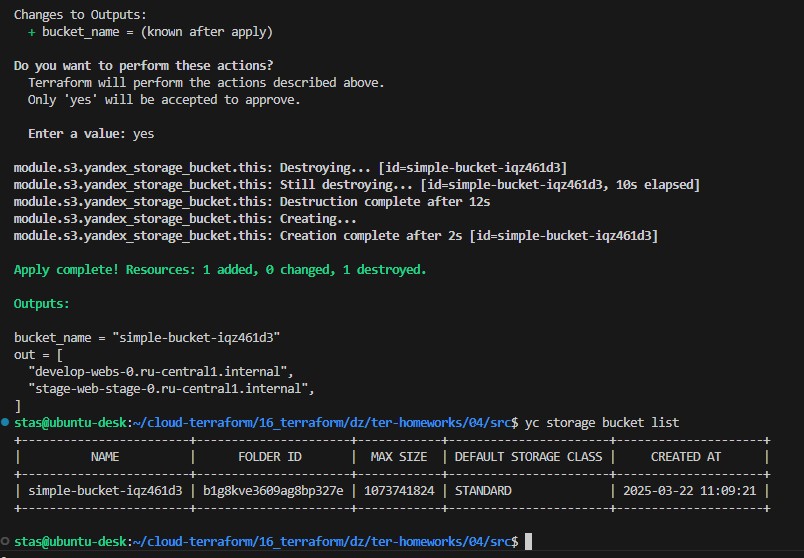 Changes to Outputs:
  + bucket_name = (known after apply)

Do you want to perform these actions?
  Terraform will perform the actions described above.
  Only 'yes' will be accepted to approve.

  Enter a value: yes

module.s3.yandex_storage_bucket.this: Destroying... [id=simple-bucket-iqz461d3]
module.s3.yandex_storage_bucket.this: Still destroying... [id=simple-bucket-iqz461d3, 10s elapsed]
module.s3.yandex_storage_bucket.this: Destruction complete after 12s
module.s3.yandex_storage_bucket.this: Creating...
module.s3.yandex_storage_bucket.this: Creation complete after 2s [id=simple-bucket-iqz461d3]

Apply complete! Resources: 1 added, 0 changed, 1 destroyed.

Outputs:

bucket_name = "simple-bucket-iqz461d3"
out = [
  "develop-webs-0.ru-central1.internal",
  "stage-web-stage-0.ru-central1.internal",
]
stas@ubuntu-desk:~/cloud-terraform/16_terraform/dz/ter-homeworks/04/src$ yc storage bucket list
+------------------------+----------------------+------------+-----------------------+---------------------+
|          NAME          |      FOLDER ID       |  MAX SIZE  | DEFAULT STORAGE CLASS |     CREATED AT      |
+------------------------+----------------------+------------+-----------------------+---------------------+
| simple-bucket-iqz461d3 | b1g8kve3609ag8bp327e | 1073741824 | STANDARD              | 2025-03-22 11:09:21 |
+------------------------+----------------------+------------+-----------------------+---------------------+

stas@ubuntu-desk:~/cloud-terraform/16_terraform/dz/ter-homeworks/04/src$